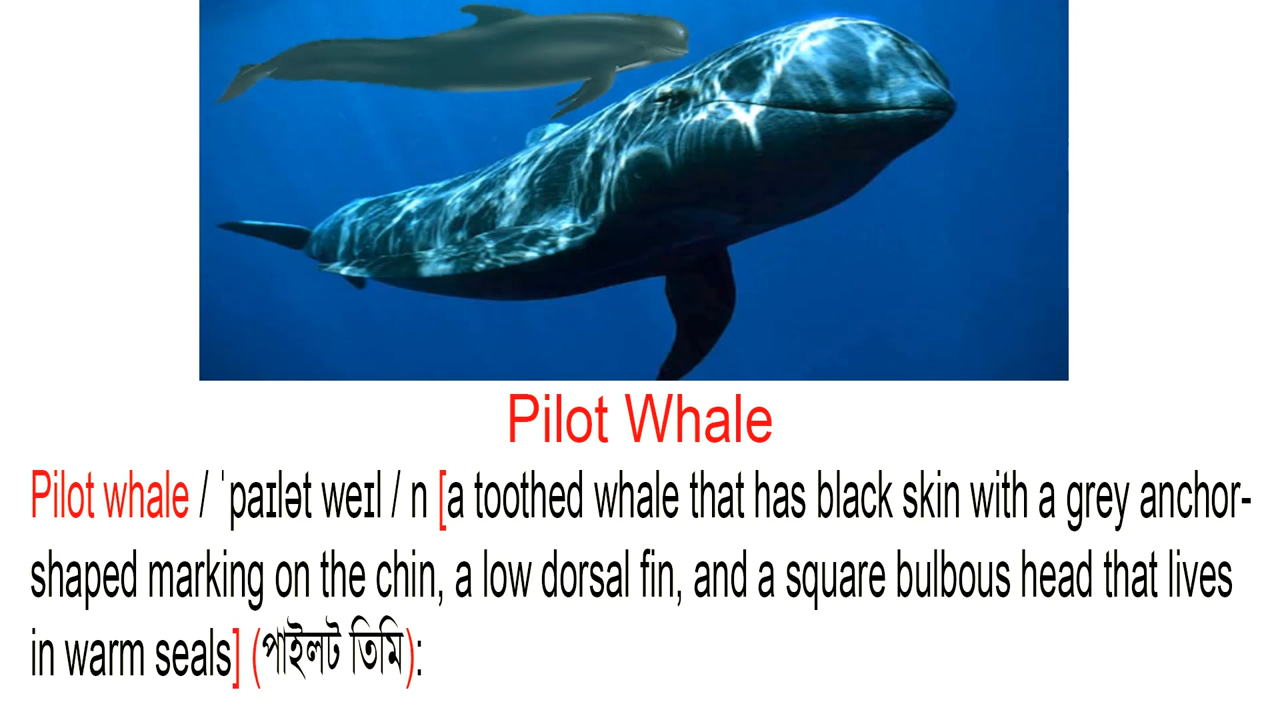 Pilot Whale
Pilot whale / ˈpaɪlət weɪl / n [a toothed whale that has black skin with a grey anchor-
shaped marking on the chin, a low dorsal fin, and a square bulbous head that lives
in warm seals] (পাইলট তিমি):